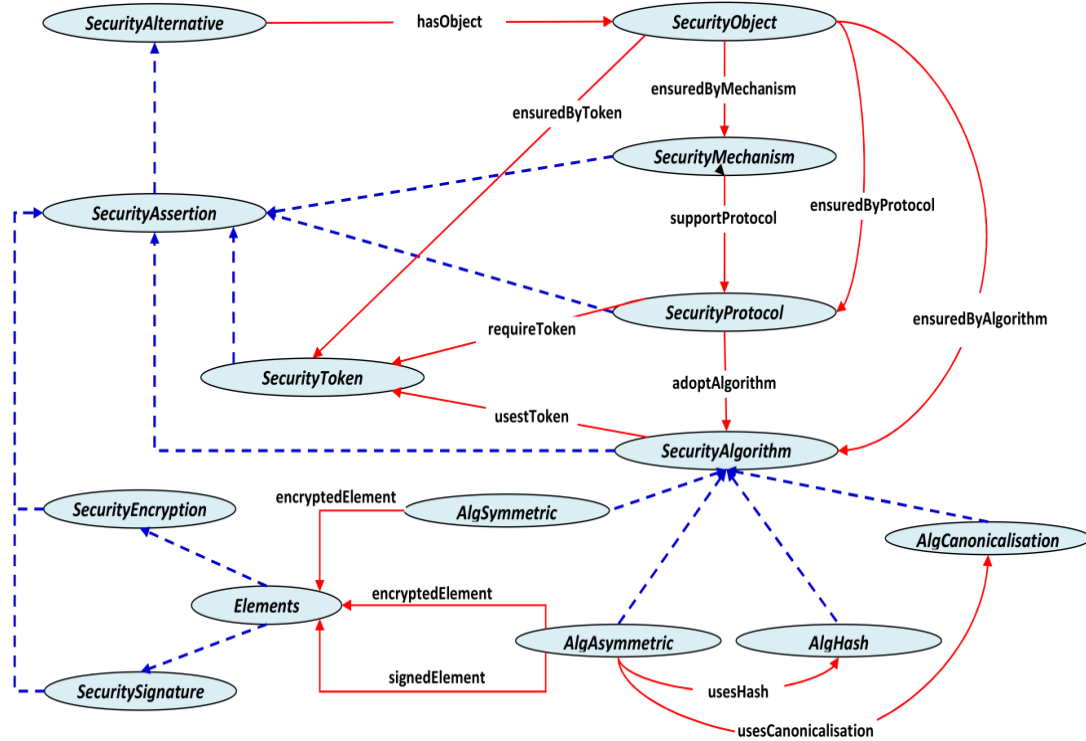 SecurityAlternative
hasObject
SecurityObject
ensuredByMechanism
ensuredByToken
SecurityMechanism
SecurityAssertion
ensuredByProtocol
supportProtocol
SecurityProtocol
ensuredByAlgorithm
requireToken
SecurityToken
adoptAlgorithm
usestToken
SecurityAlgorithm
encryptedElement
SecurityEncryption
AlgSymmetric
AlgCanonicalisation
encryptedElement
Elements
AlgAsymmetric
AlgHash
signedElement
SecuritySignature
usesHash
usesCanonicalisation